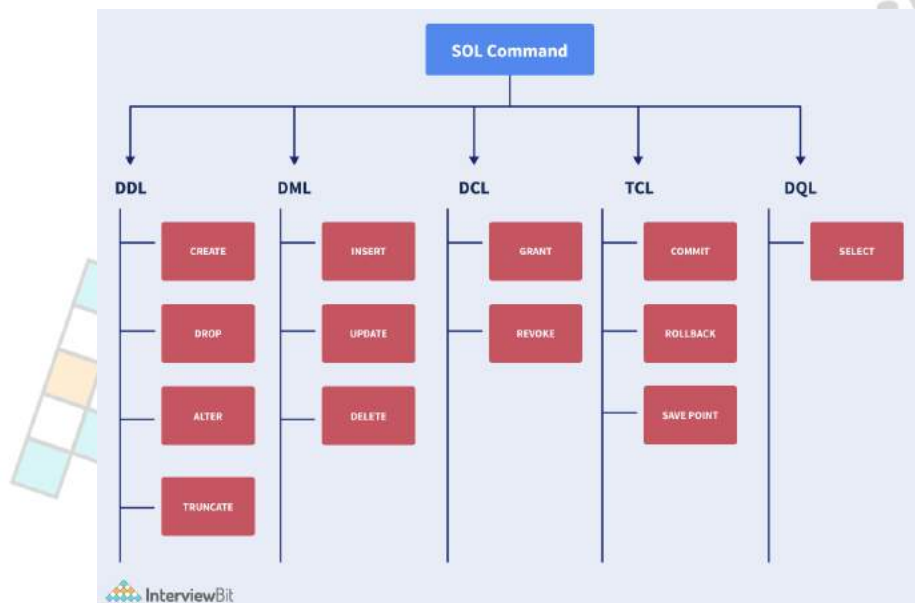 SOL Command
DDL DML DCL TCL DQL
CREATE INSERT GRANT COMMIT SELECT
DROP UPDATE REVOKE ROLLBACK
ALTER DELETE SAVE POINT
TRUNCATE
InterviewBit